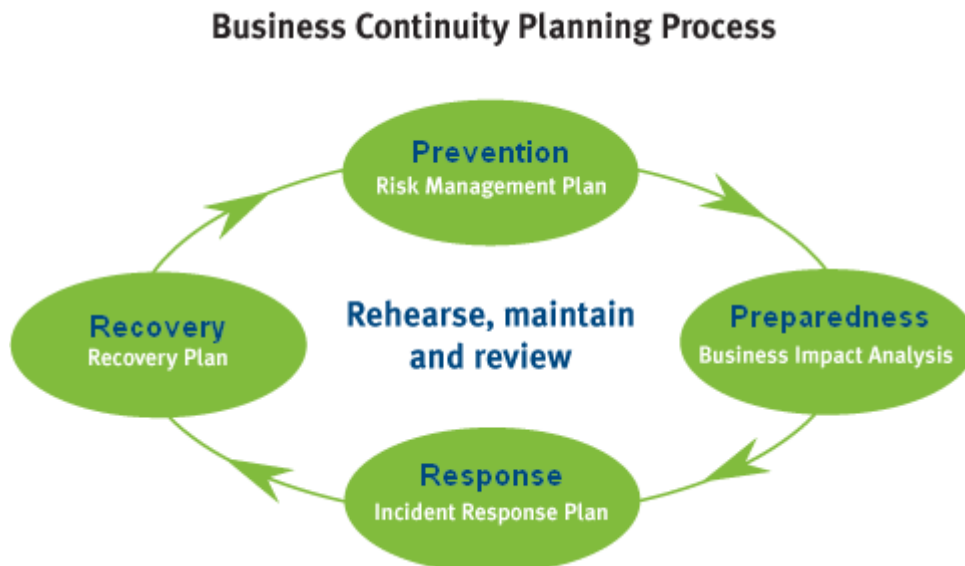 Business Continuity Planning Process
Prevention
Risk Management Plan
Preparedness
Business Impact Analysis
Response
Incident Response Plan
Recovery
Recovery Plan
Rehearse, maintain
and review